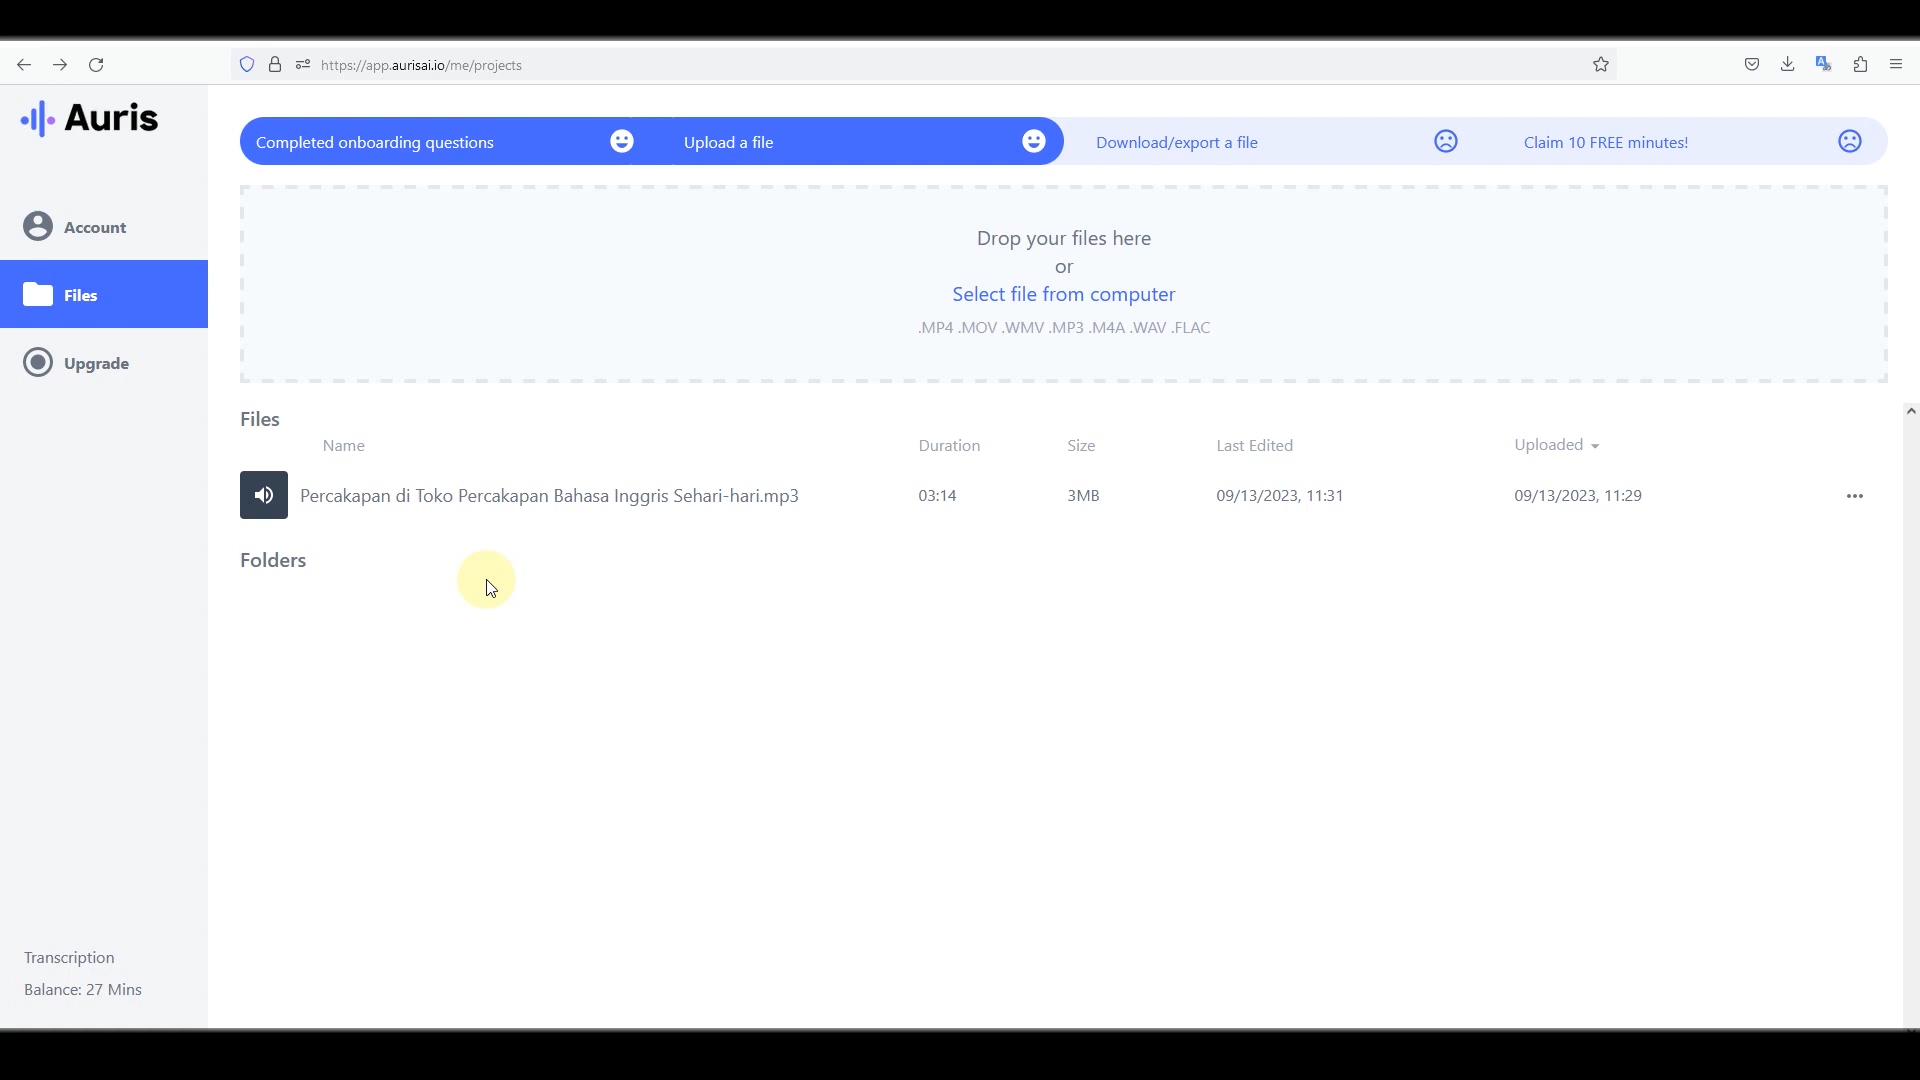 https://app.aurisai.io/me/projects
Auris
Completed onboarding questions
Upload a file
Download/export a file
Claim 10 FREE minutes!
Account
Files
Upgrade
Drop your files here
or
Select file from computer
.MP4 .MOV .WMV .MP3 .M4A .WAV .FLAC
Files
Name Duration Size Last Edited Uploaded
Percakapan di Toko Percakapan Bahasa Inggris Sehari-hari.mp3 03:14 3MB 09/13/2023, 11:31 09/13/2023, 11:29
Folders
Transcription
Balance: 27 Mins